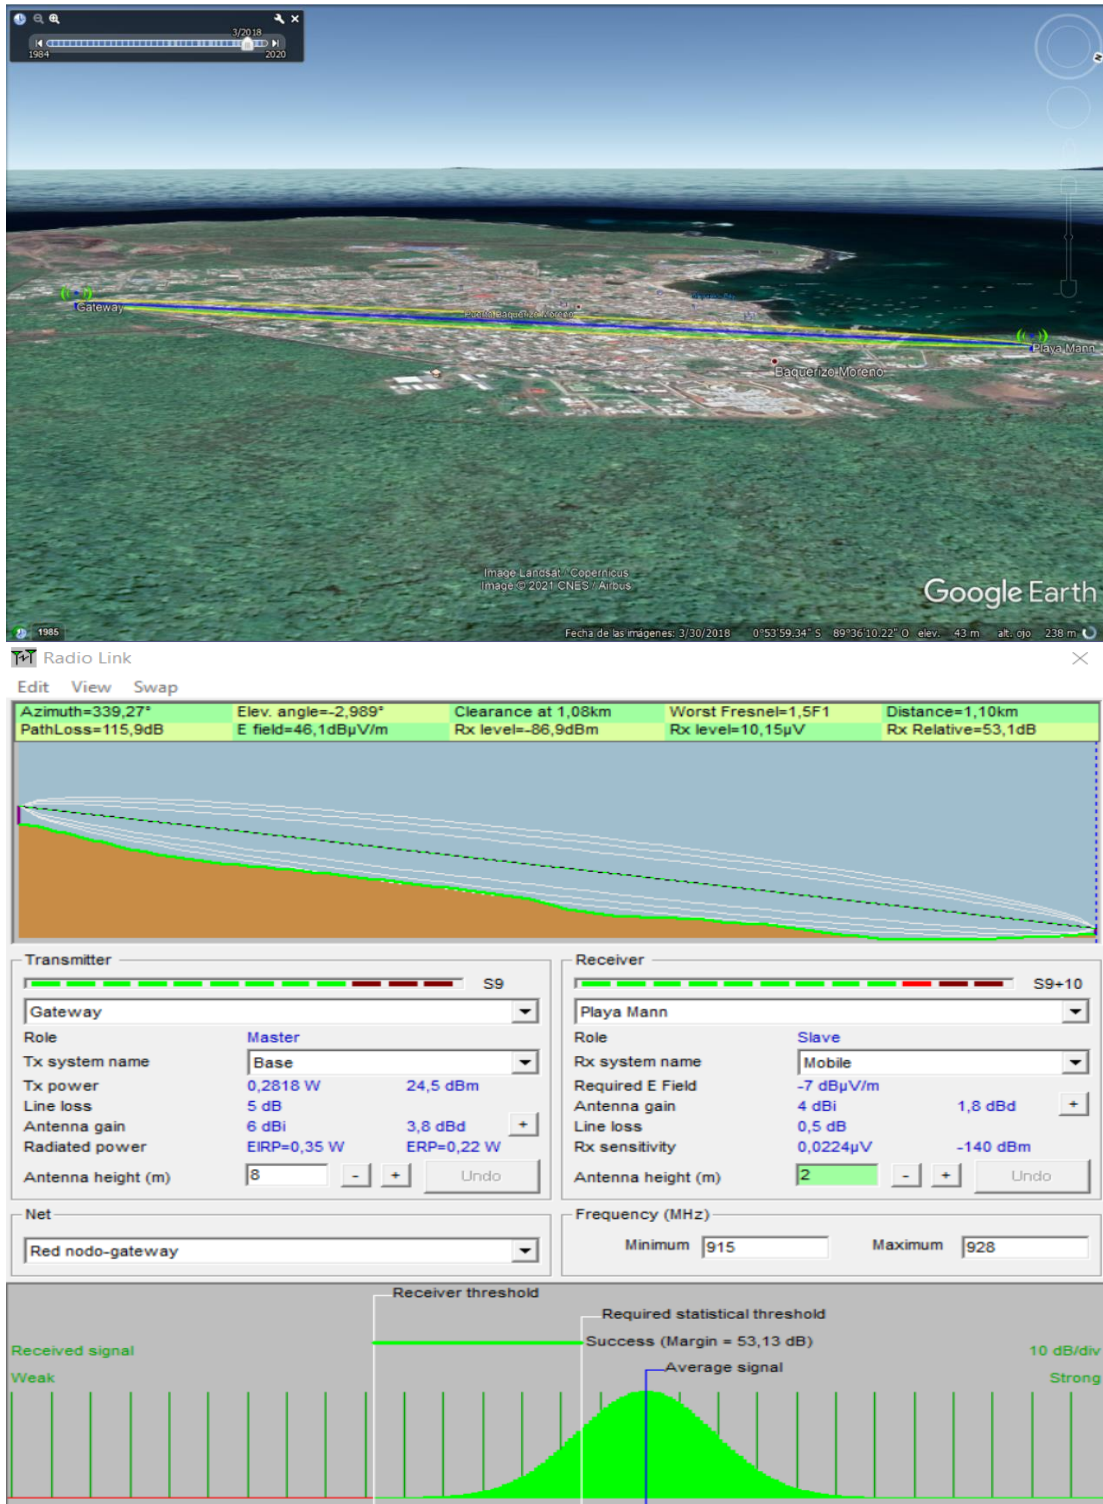 3/2018
1984
2020
N
Gateway
Puerto Baquerizo Moreno
Playa Mann
Baquerizo Moreno
Image Landsat / Copernicus
Image © 2021 CNES / Airbus
Google Earth
1985
Fecha de las imágenes: 3/30/2018 0°53'59.34" S 89°36'10.22" O elev. 43 m alt. ojo 238 m
Radio Link
Edit View Swap
Azimuth=339,27° Elev. angle=-2,989° Clearance at 1,08km Worst Fresnel=1,5F1 Distance=1,10km
PathLoss=115,9dB E field=46,1dBµV/m Rx level=-86,9dBm Rx level=10,15µV Rx Relative=53,1dB
Transmitter
S9
Gateway
Role Master
Tx system name Base
Tx power 0,2818 W 24,5 dBm
Line loss 5 dB
Antenna gain 6 dBi 3,8 dBd +
Radiated power EIRP=0,35 W ERP=0,22 W
Antenna height (m) 8 - + Undo
Receiver
S9+10
Playa Mann
Role Slave
Rx system name Mobile
Required E Field -7 dBµV/m
Antenna gain 4 dBi 1,8 dBd +
Line loss 0,5 dB
Rx sensitivity 0,0224µV -140 dBm
Antenna height (m) 2 - + Undo
Net
Red nodo-gateway
Frequency (MHz)
Minimum 915 Maximum 928
Receiver threshold
Required statistical threshold
Success (Margin = 53,13 dB)
Average signal
Received signal
Weak
10 dB/div
Strong